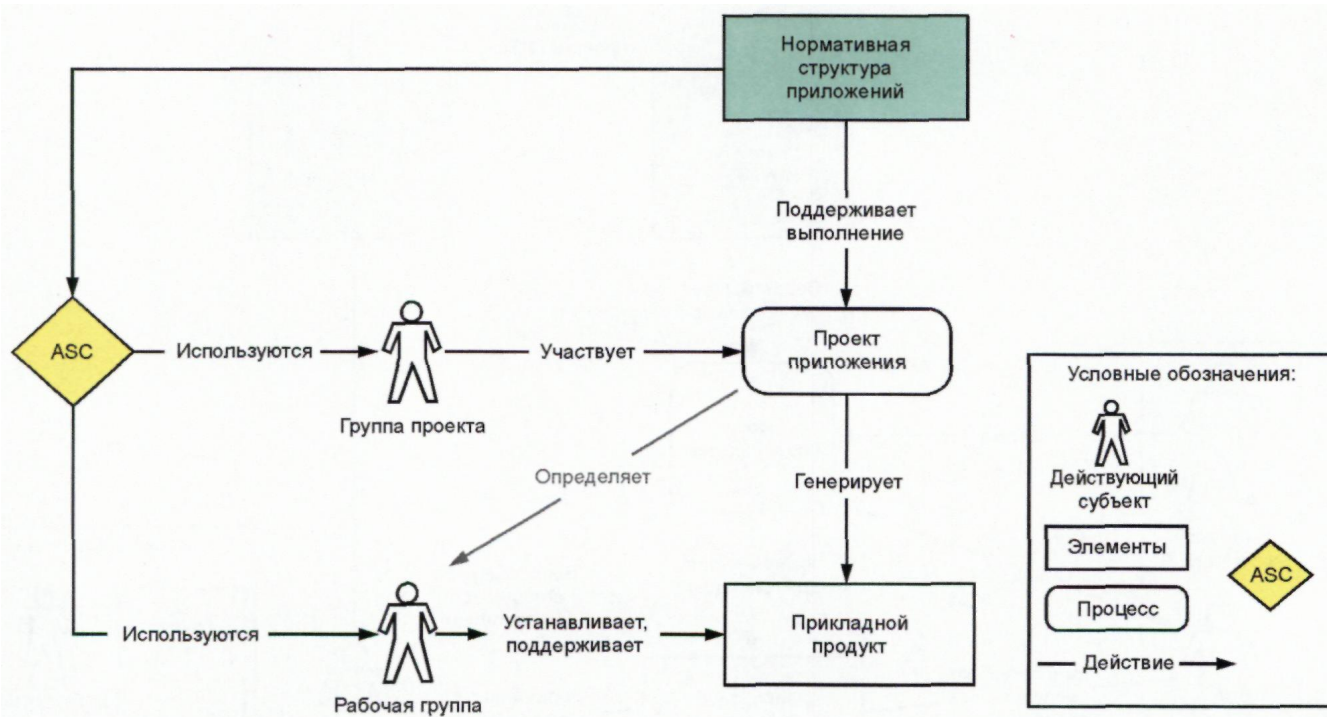 Нормативная
структура
приложений
Поддерживает
выполнение
ASC
Используются
Участвует
Проект
приложения
Группа проекта
Определяет
Генерирует
Используются
Устанавливает,
поддерживает
Прикладной
продукт
Рабочая группа
Условные обозначения:
Действующий
субъект
Элементы
ASC
Процесс
Действие